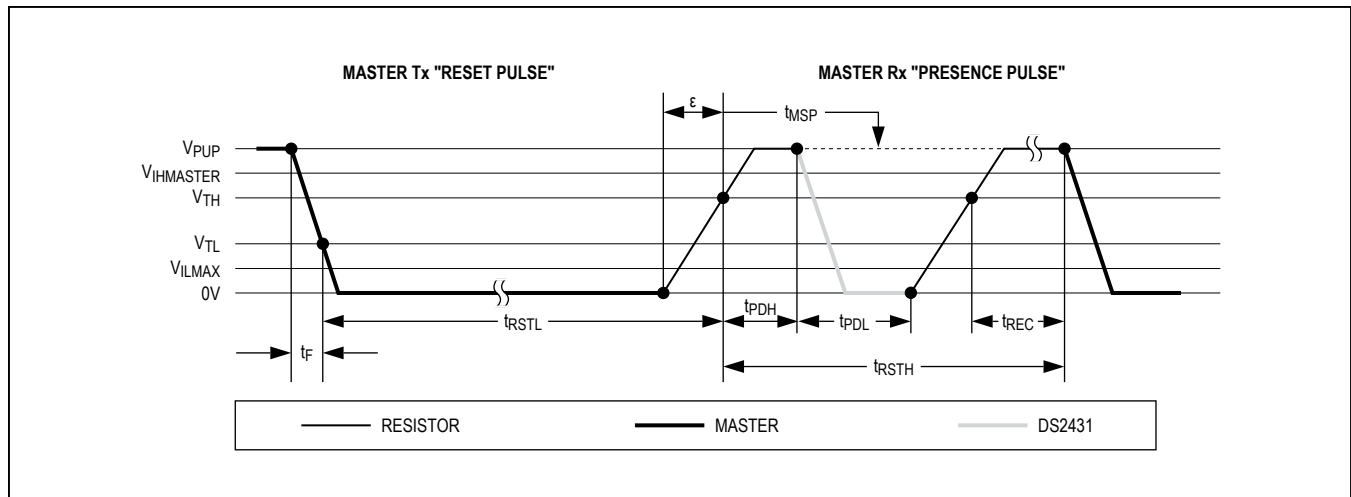 MASTER Tx "RESET PULSE" MASTER Rx "PRESENCE PULSE"
ε tMSP
VPUP
VIHMASTER
VTH
VTL
VILMAX
0V
tRSTL tPDH tPDL tREC
tF tRSTH
RESISTOR MASTER DS2431